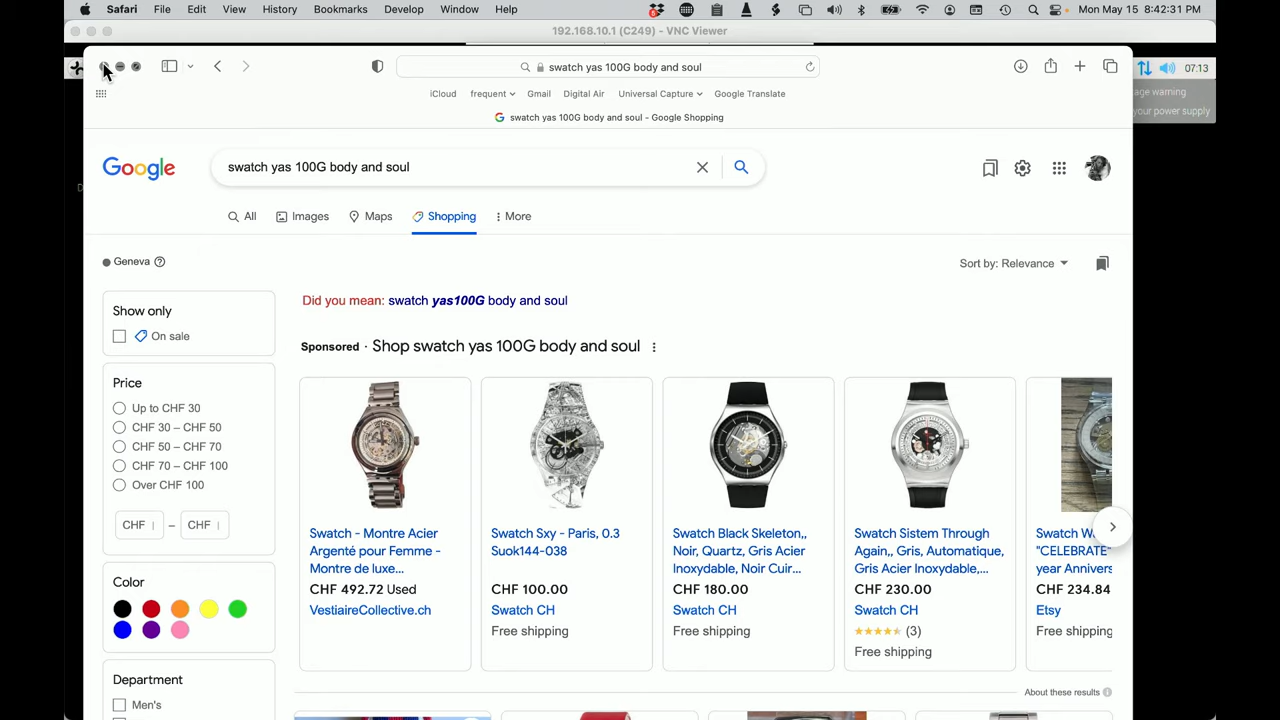 Safari File Edit View History Bookmarks Develop Window Help Mon May 15 8:42:31 PM
192.168.10.1 (C249) - VNC Viewer
swatch yas 100G body and soul
07:13
iCloud frequent Gmail Digital Air Universal Capture Google Translate
age warning
your power supply
swatch yas 100G body and soul - Google Shopping
Google
swatch yas 100G body and soul
All Images Maps Shopping More
Geneva
Sort by: Relevance
Show only
On sale
Price
Up to CHF 30
CHF 30 – CHF 50
CHF 50 – CHF 70
CHF 70 – CHF 100
Over CHF 100
CHF – CHF
Color
Department
Men's
Did you mean: swatch yas100G body and soul
Sponsored · Shop swatch yas 100G body and soul
Swatch - Montre Acier
Argenté pour Femme -
Montre de luxe...
CHF 492.72 Used
VestiaireCollective.ch
Swatch Sxy - Paris, 0.3
Suok144-038
CHF 100.00
Swatch CH
Free shipping
Swatch Black Skeleton,,
Noir, Quartz, Gris Acier
Inoxydable, Noir Cuir...
CHF 180.00
Swatch CH
Free shipping
Swatch Sistem Through
Again,, Gris, Automatique,
Gris Acier Inoxydable,...
CHF 230.00
Swatch CH
(3)
Free shipping
Swatch
"CELEBRATE"
year Annivers
CHF 234.84
Etsy
Free shipping
About these results